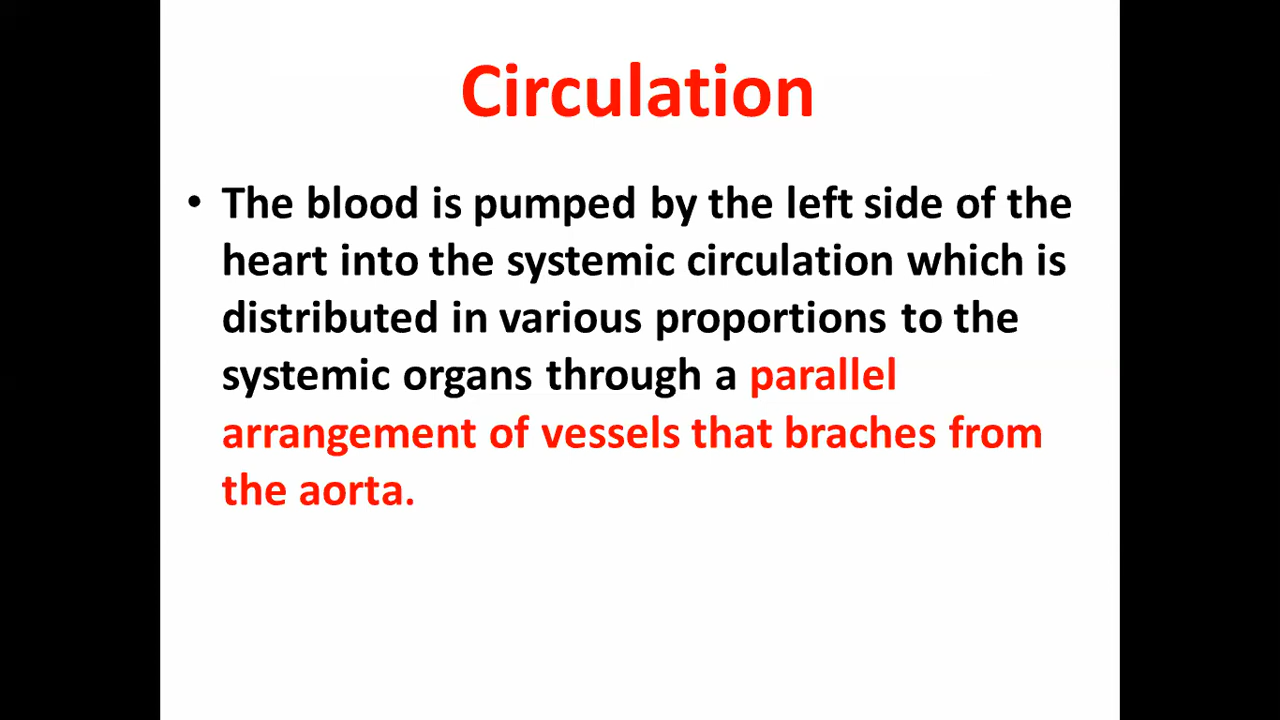 Circulation
• The blood is pumped by the left side of the
heart into the systemic circulation which is
distributed in various proportions to the
systemic organs through a parallel
arrangement of vessels that braches from
the aorta.